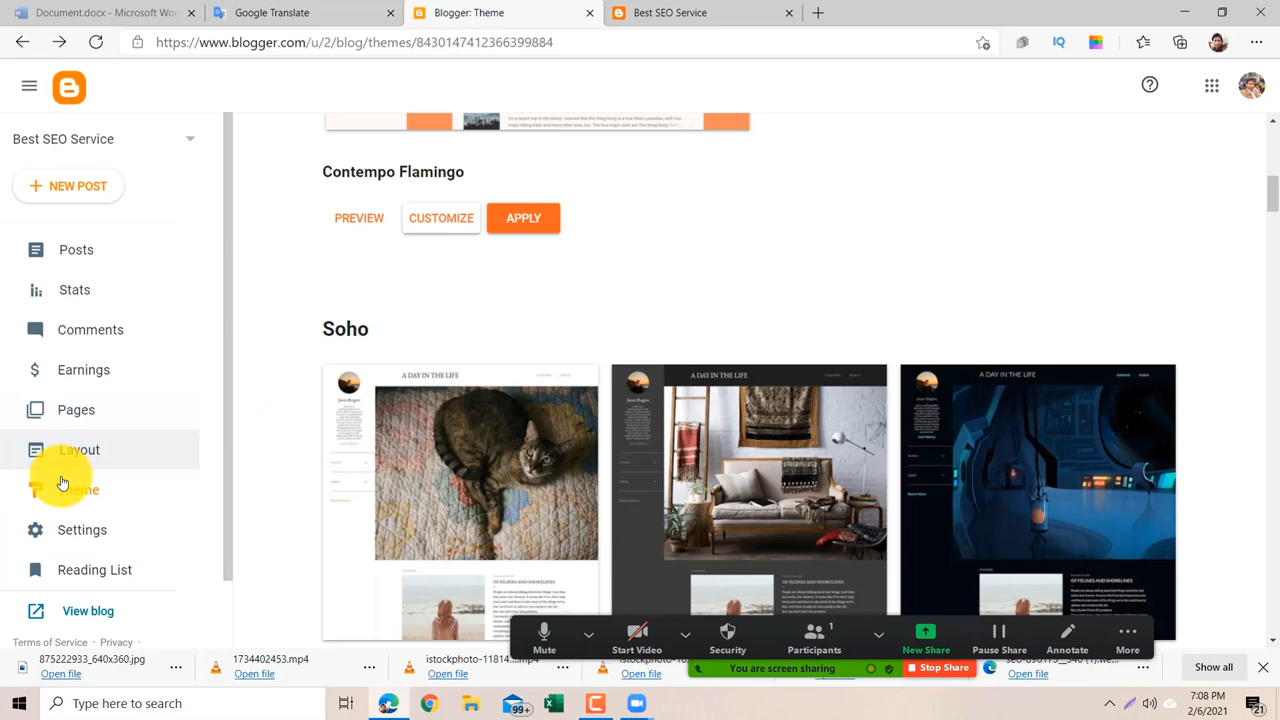 Document.docx - Microsoft Wor
Google Translate
Blogger: Theme
Best SEO Service
https://www.blogger.com/u/2/blog/themes/8430147412366399884
IQ
Best SEO Service
+ NEW POST
Posts
Stats
Comments
Earnings
Pages
Layout
Theme
Settings
Reading List
View blog
Terms of Service
Contempo Flamingo
PREVIEW
CUSTOMIZE
APPLY
Soho
A DAY IN THE LIFE
A DAY IN THE LIFE
A DAY IN THE LIFE
OF FELINES AND SHORELINES
OF FELINES AND SHORELINES
OF FELINES AND SHORELINES
Mute
Start Video
Security
1
Participants
New Share
Pause Share
Annotate
More
You are screen sharing
Stop Share
87522033_640x640.jpg
Open file
173440253.mp4
Open file
istockphoto-11814....mp4
Open file
Open file
Open file
Show all
Type here to search
99+
7:08 PM
2/6/2021